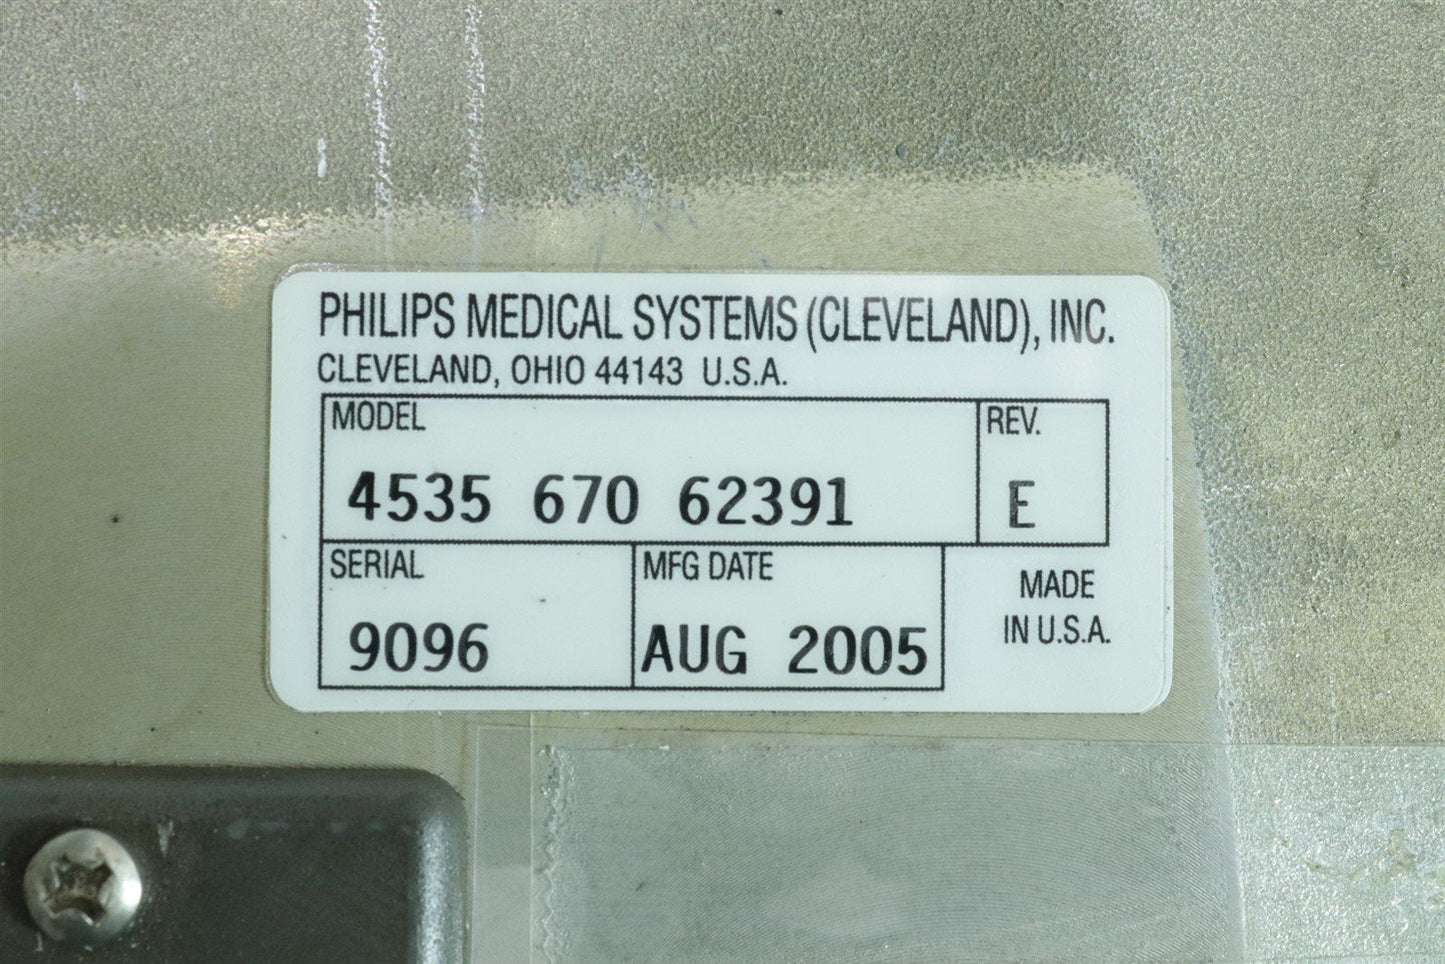 PHILIPS MEDICAL SYSTEMS (CLEVELAND), INC.
CLEVELAND, OHIO 44143 U.S.A.
MODEL
4535 670 62391
REV.
E
SERIAL
9096
MFG DATE
AUG 2005
MADE
IN U.S.A.